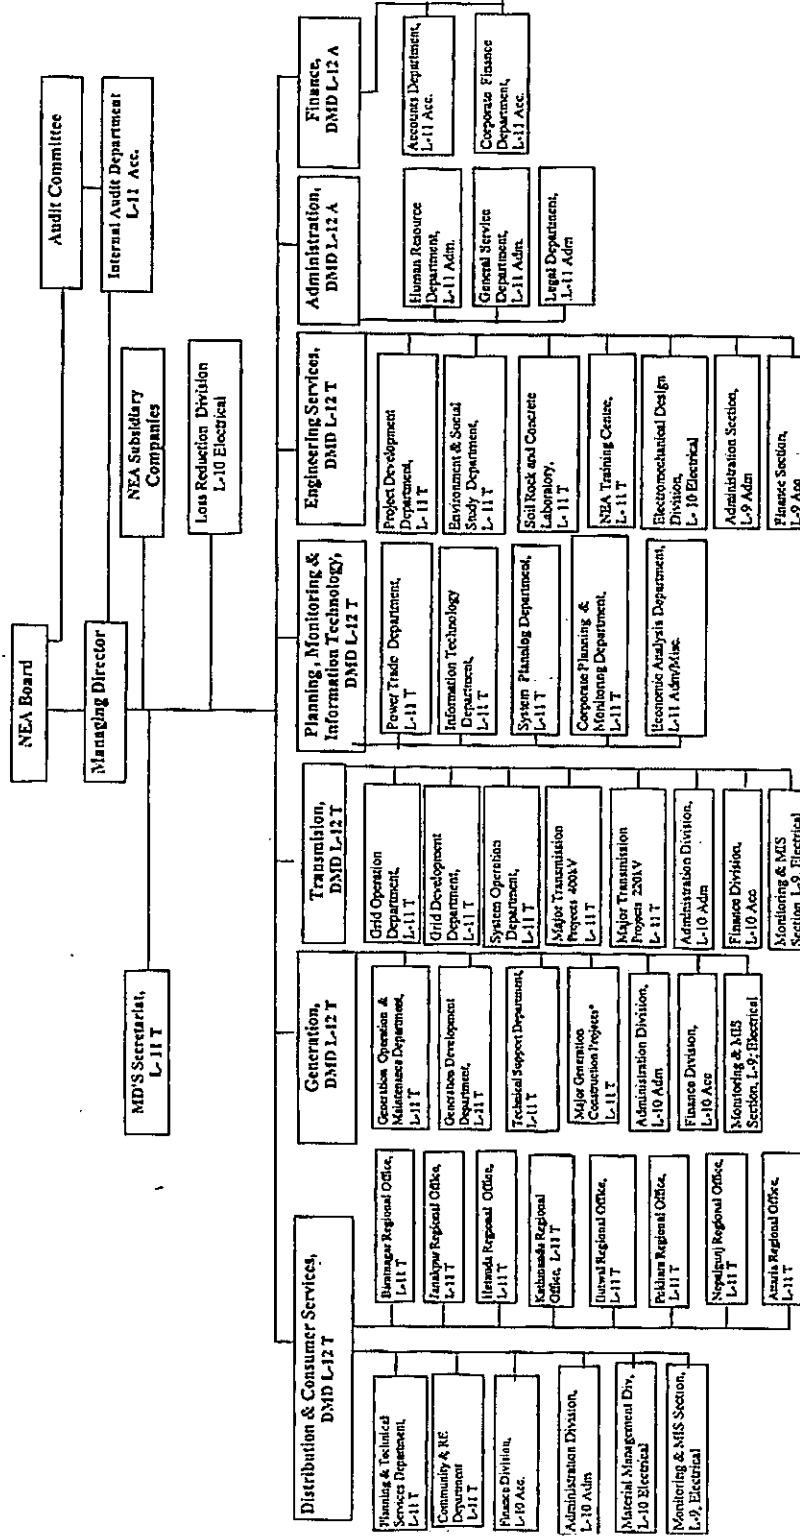 NEA Board
Audit Committee
Managing Director
Internal Audit Department
L-11 Acc.
MD'S Secretariat,
L-11 T
NEA Subsidiary
Companies
Loss Reduction Division
L-10 Electrical
Distribution & Consumer Services,
DMD L-12 T
Planning & Technical
Services Department,
L-11 T
Community & RE
Department
L-11 T
Finance Division,
L-10 Acc.
Administration Division,
L-10 Adm
Material Management Div,
L-10 Electrical
Monitoring & MIS Section,
L-9, Electrical
Biratnagar Regional Office,
L-11 T
Janakpur Regional Office,
L-11 T
Hetauda Regional Office,
L-11 T
Kathmandu Regional
Office, L-11 T
Butwal Regional Office,
L-11 T
Pokhara Regional Office,
L-11 T
Nepalgunj Regional Office,
L-11 T
Attaria Regional Office,
L-11 T
Generation,
DMD L-12 T
Generation Operation &
Maintenance Department,
L-11 T
Generation Development
Department,
L-11 T
Technical Support Department,
L-11 T
Major Generation
Construction Projects*
L-11 T
Administration Division,
L-10 Adm
Finance Division,
L-10 Acc
Monitoring & MIS
Section, L-9; Electrical
Transmision,
DMD L-12 T
Grid Operation
Department,
L-11 T
Grid Development
Department,
L-11 T
System Operation
Department,
L-11 T
Major Transmission
Projects 400kV
L-11 T
Major Transmission
Projects 220kV
L-11 T
Administration Division,
L-10 Adm
Finance Division,
L-10 Acc
Monitoring & MIS
Section, L-9, Electrical
Planning , Monitoring &
Information Technology,
DMD L-12 T
Power Trade Department,
L-11 T
Information Technology
Department,
L-11 T
System Planning Department,
L-11 T
Corporate Planning &
Monitoring Department,
L-11 T
Economic Analysis Department,
L-11 Adm/Misc.
Engineering Services,
DMD L-12 T
Project Development
Department,
L-11 T
Environment & Social
Study Department,
L-11 T
Soil Rock and Concrete
Laboratory,
L-11 T
NEA Training Centre,
L-11 T
Electromechanical Design
Division,
L-10 Electrical
Administration Section,
L-9 Adm
Finance Section,
L-9 Acc
Administration,
DMD L-12 A
Human Resource
Department,
L-11 Adm.
General Service
Department,
L-11 Adm
Legal Department,
L-11 Adm
Finance,
DMD L-12 A
Accounts Department,
L-11 Acc.
Corporate Finance
Department,
L-11 Acc.